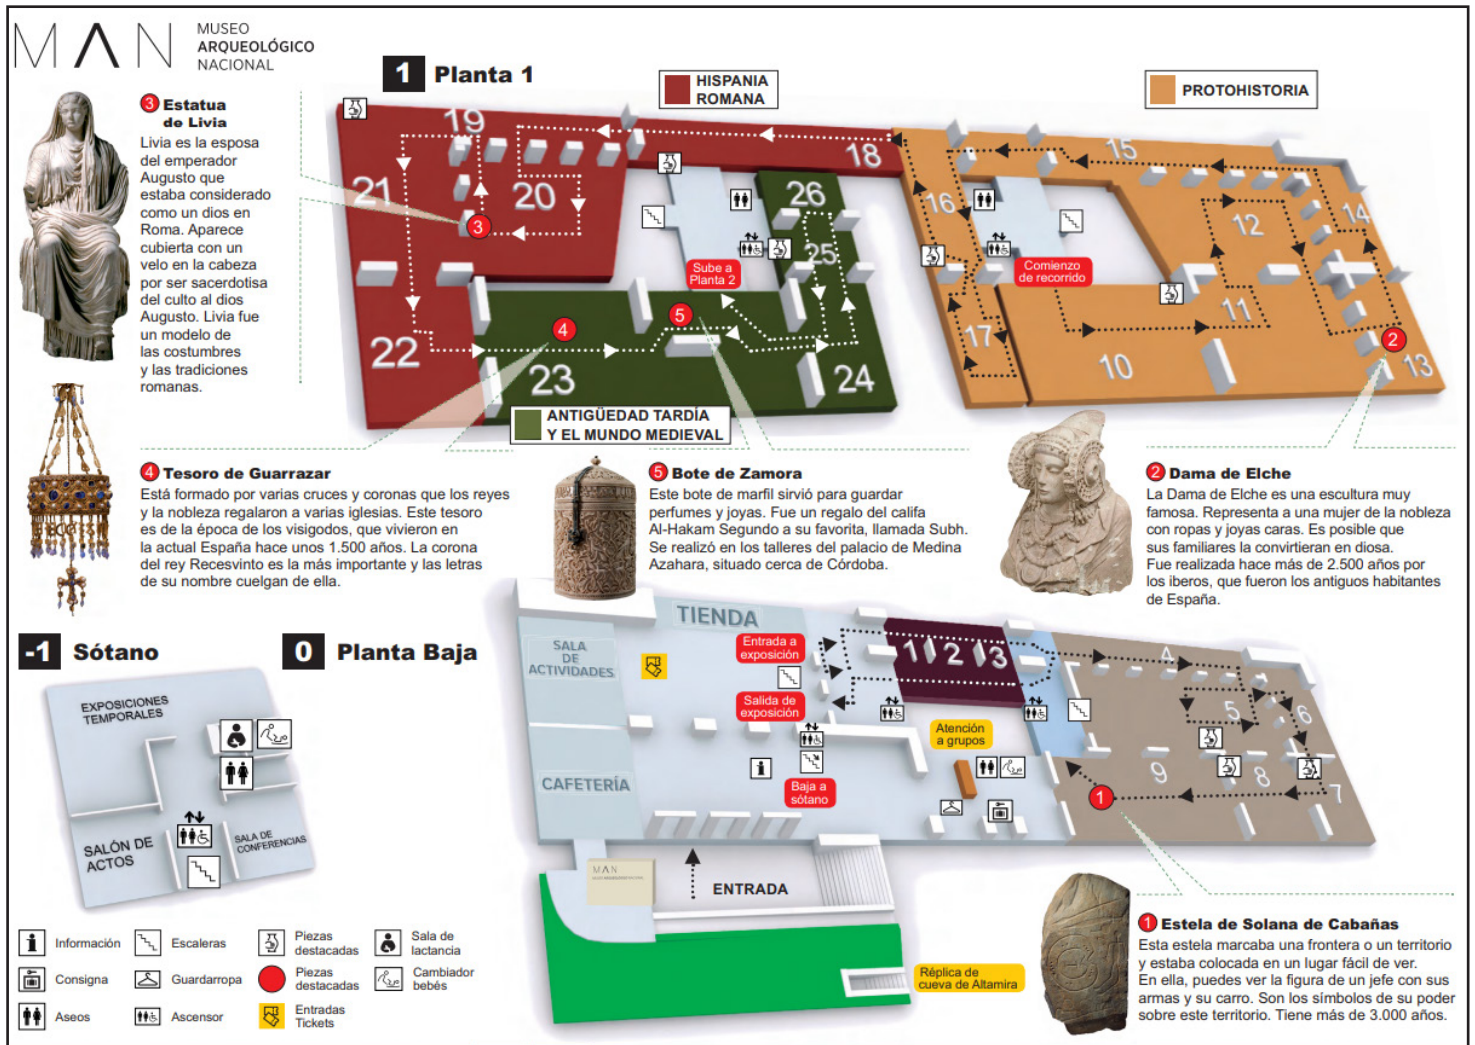 MAN
MUSEO
ARQUEOLÓGICO
NACIONAL
1 Planta 1
HISPANIA
ROMANA
PROTOHISTORIA
3 Estatua
de Livia
Livia es la esposa
del emperador
Augusto que
estaba considerado
como un dios en
Roma. Aparece
cubierta con un
velo en la cabeza
por ser sacerdotisa
del culto al dios
Augusto. Livia fue
un modelo de
las costumbres
y las tradiciones
romanas.
19
18
15
21
20
26
16
12
14
3
25
Sube a
Planta 2
Comienzo
de recorrido
4
5
17
11
2
22
23
24
10
13
ANTIGÜEDAD TARDÍA
Y EL MUNDO MEDIEVAL
4 Tesoro de Guarrazar
Está formado por varias cruces y coronas que los reyes
y la nobleza regalaron a varias iglesias. Este tesoro
es de la época de los visigodos, que vivieron en
la actual España hace unos 1.500 años. La corona
del rey Recesvinto es la más importante y las letras
de su nombre cuelgan de ella.
5 Bote de Zamora
Este bote de marfil sirvió para guardar
perfumes y joyas. Fue un regalo del califa
Al-Hakam Segundo a su favorita, llamada Subh.
Se realizó en los talleres del palacio de Medina
Azahara, situado cerca de Córdoba.
2 Dama de Elche
La Dama de Elche es una escultura muy
famosa. Representa a una mujer de la nobleza
con ropas y joyas caras. Es posible que
sus familiares la convirtieran en diosa.
Fue realizada hace más de 2.500 años por
los iberos, que fueron los antiguos habitantes
de España.
-1 Sótano
EXPOSICIONES
TEMPORALES
SALÓN DE
ACTOS
SALA DE
CONFERENCIAS
0 Planta Baja
TIENDA
SALA
DE
ACTIVIDADES
Entrada a
exposición
1
2
3
4
Salida de
exposición
5
6
Atención
a grupos
CAFETERÍA
Baja a
sótano
9
8
7
1
MAN
ENTRADA
Réplica de
cueva de Altamira
1 Estela de Solana de Cabañas
Esta estela marcaba una frontera o un territorio
y estaba colocada en un lugar fácil de ver.
En ella, puedes ver la figura de un jefe con sus
armas y su carro. Son los símbolos de su poder
sobre este territorio. Tiene más de 3.000 años.
Información
Escaleras
Piezas
destacadas
Sala de
lactancia
Consigna
Guardarropa
Piezas
destacadas
Cambiador
bebés
Aseos
Ascensor
Entradas
Tickets